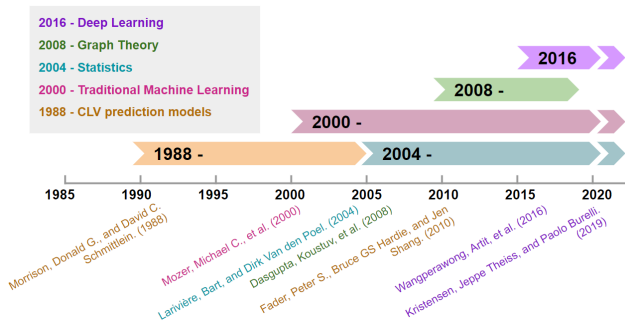 2016 - Deep Learning
2008 - Graph Theory
2004 - Statistics
2000 - Traditional Machine Learning
1988 - CLV prediction models
2016
2008 -
2000 -
1988 -
2004 -
1985
1990
1995
2000
2005
2010
2015
2020
Morrison, Donald G., and David C.
Schmittlein. (1988)
Mozer, Michael C., et al. (2000)
Larivière, Bart, and Dirk Van den Poel. (2004)
Dasgupta, Koustuv, et al. (2008)
Fader, Peter S., Bruce GS Hardie, and Jen
Shang. (2010)
Wangperawong, Artit, et al. (2016)
Kristensen, Jeppe Theiss, and Paolo Burelli.
(2019)